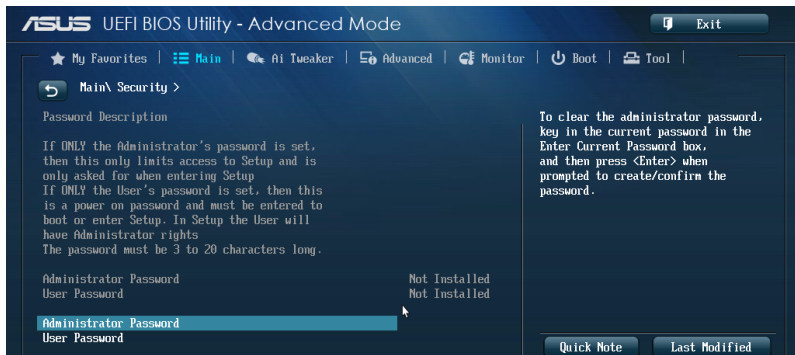 ASUS UEFI BIOS Utility - Advanced Mode
Exit
My Favorites | Main | Ai Tweaker | Advanced | Monitor | Boot | Tool |
Main\ Security >
Password Description
If ONLY the Administrator's password is set,
then this only limits access to Setup and is
only asked for when entering Setup
If ONLY the User's password is set, then this
is a power on password and must be entered to
boot or enter Setup. In Setup the User will
have Administrator rights
The password must be 3 to 20 characters long.
Administrator Password Not Installed
User Password Not Installed
Administrator Password
User Password
To clear the administrator password,
key in the current password in the
Enter Current Password box,
and then press <Enter> when
prompted to create/confirm the
password.
Quick Note
Last Modified